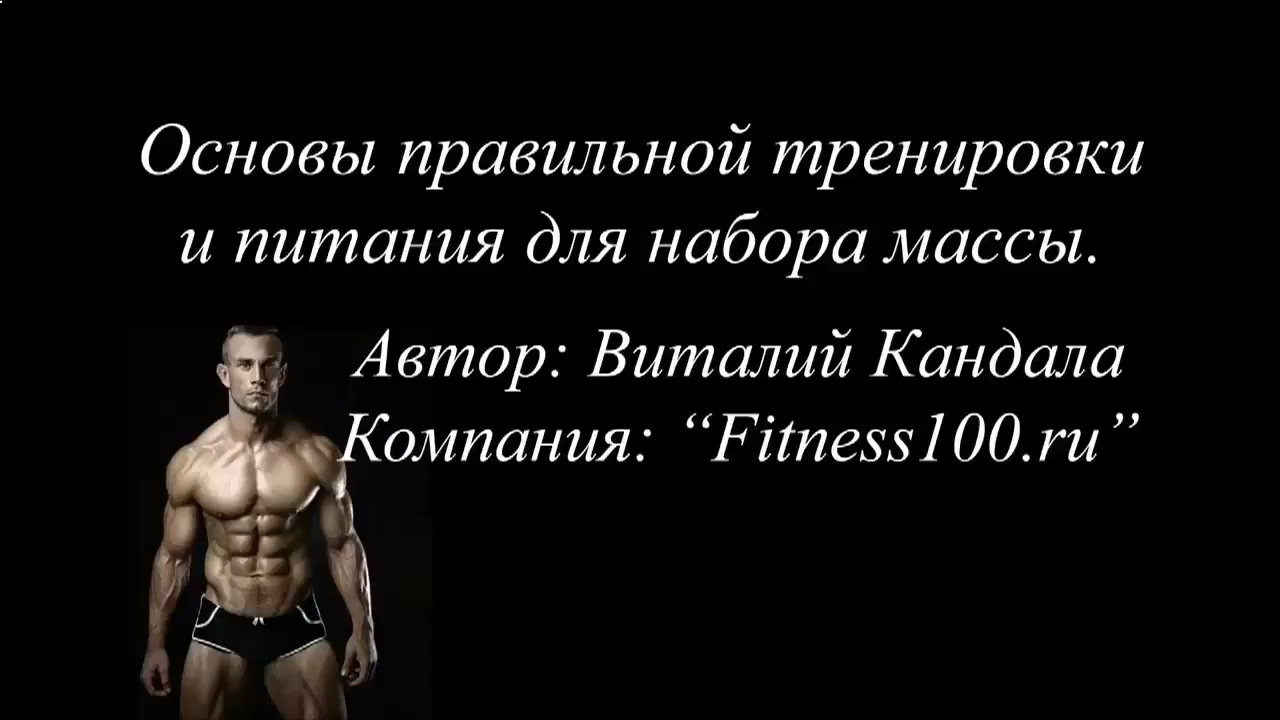 Основы правильной тренировки
и питания для набора массы.
Автор: Виталий Кандала
Компания: “Fitness100.ru”